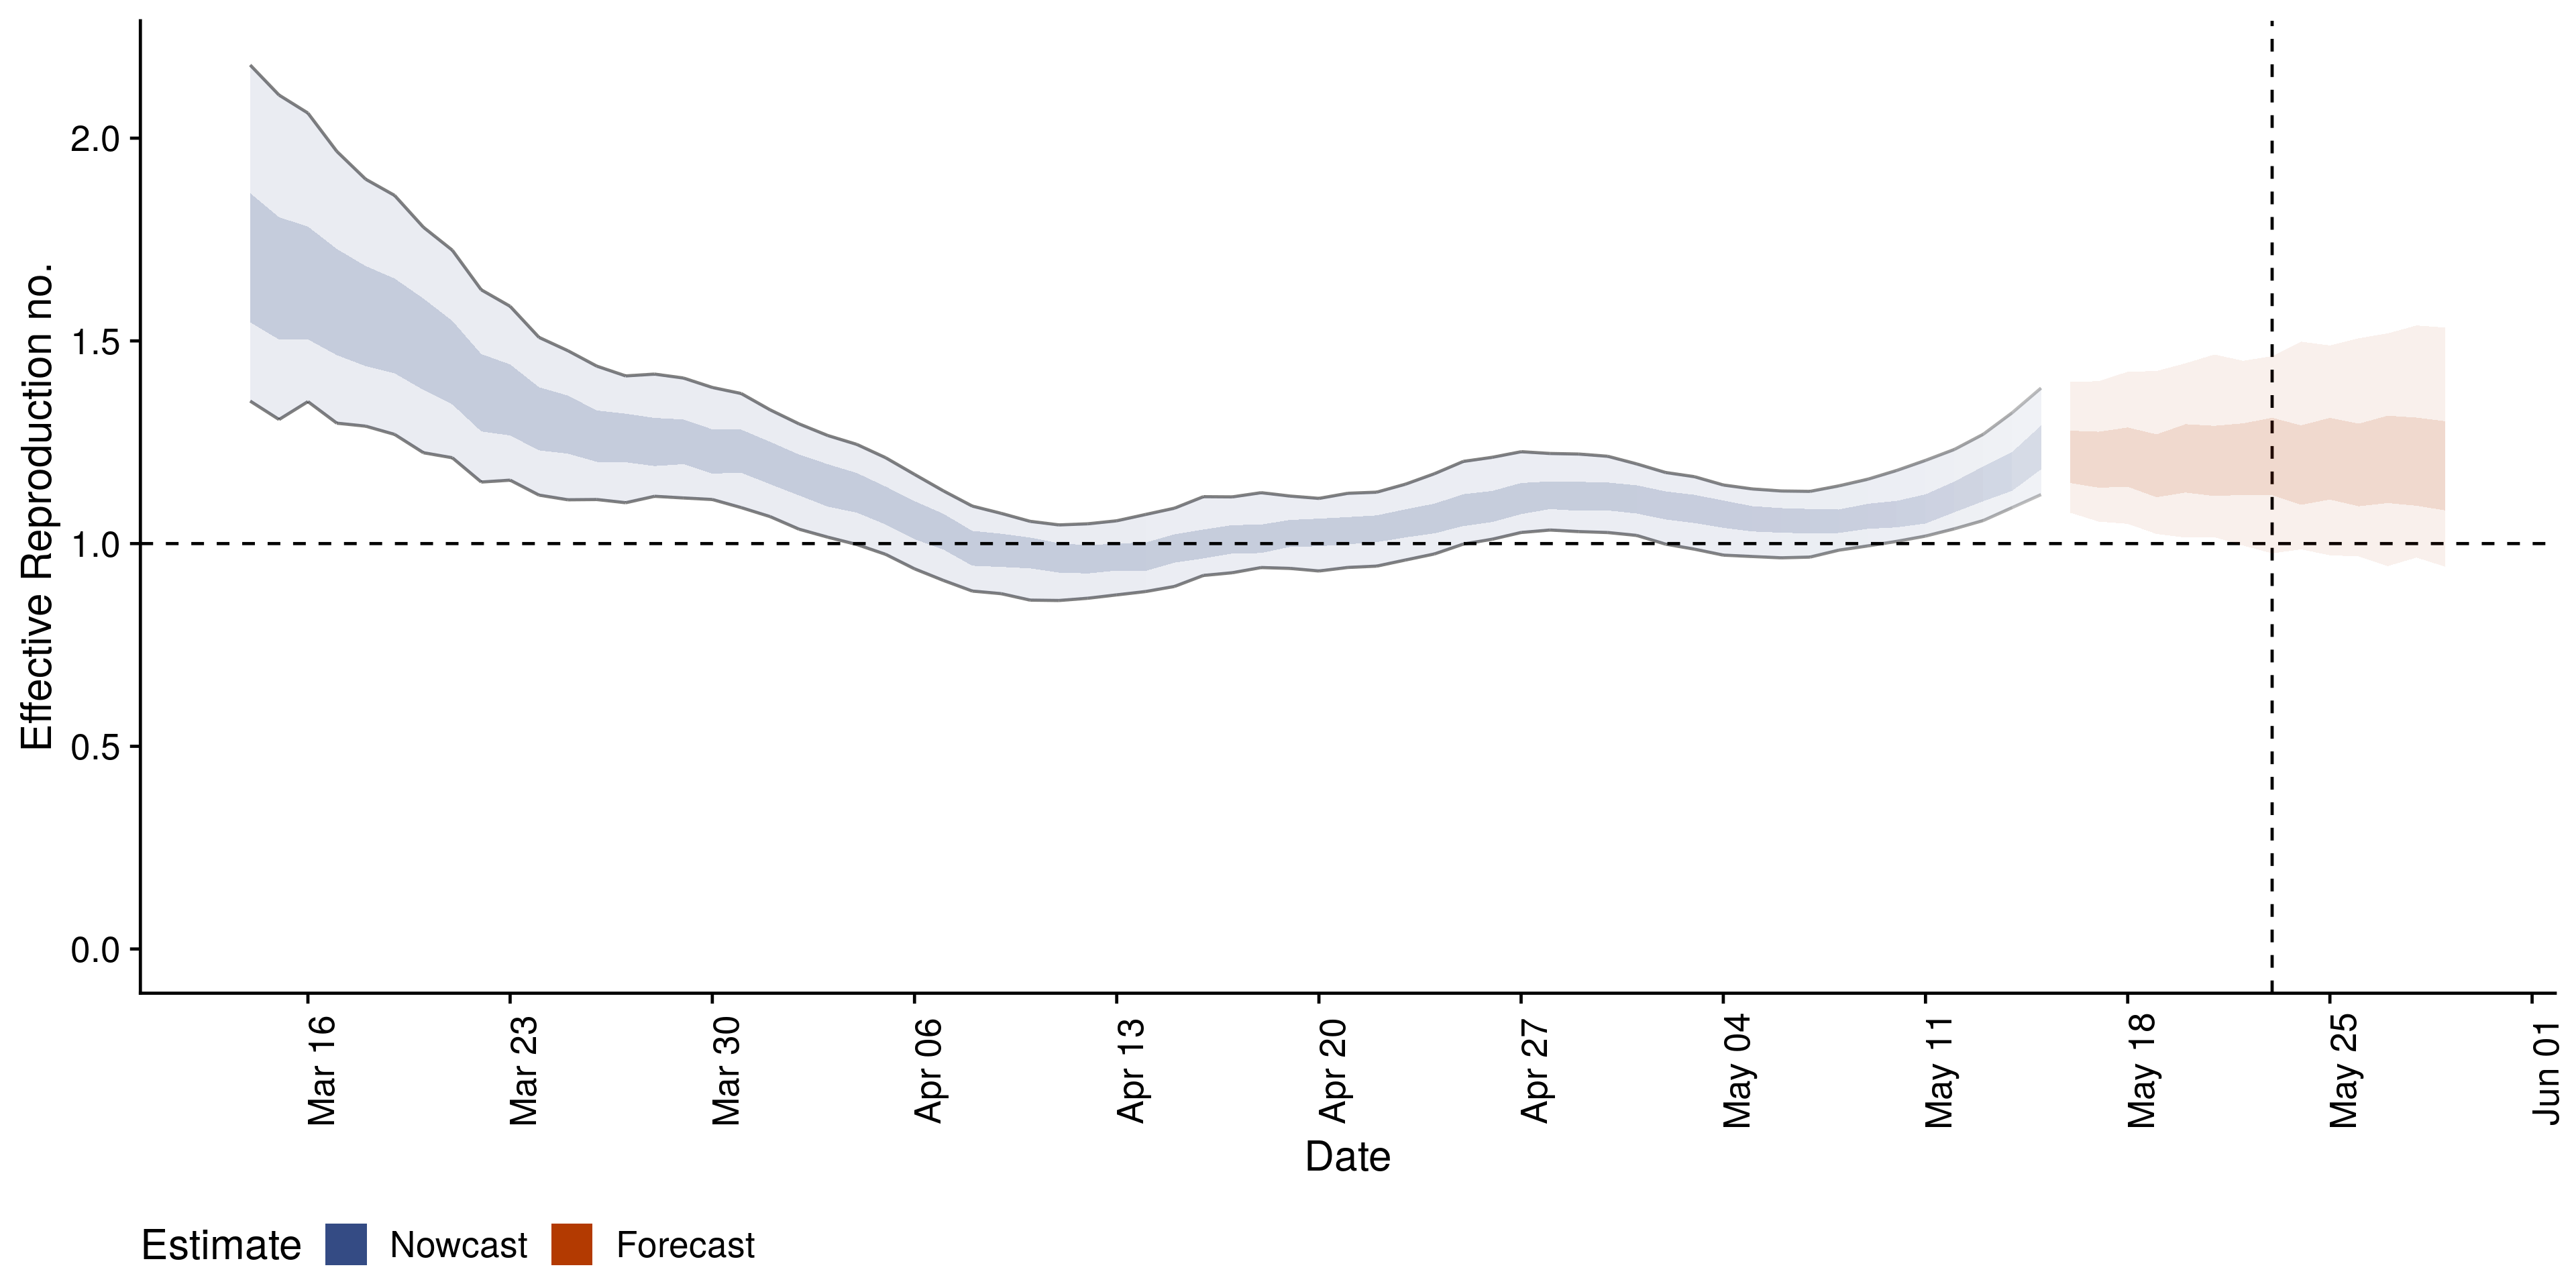 Effective Reproduction no.
2.0
1.5
1.0
0.5
0.0
Mar 16
Mar 23
Mar 30
Apr 06
Apr 13
Apr 20
Apr 27
May 04
May 11
May 18
May 25
Jun 01
Date
Estimate Nowcast Forecast